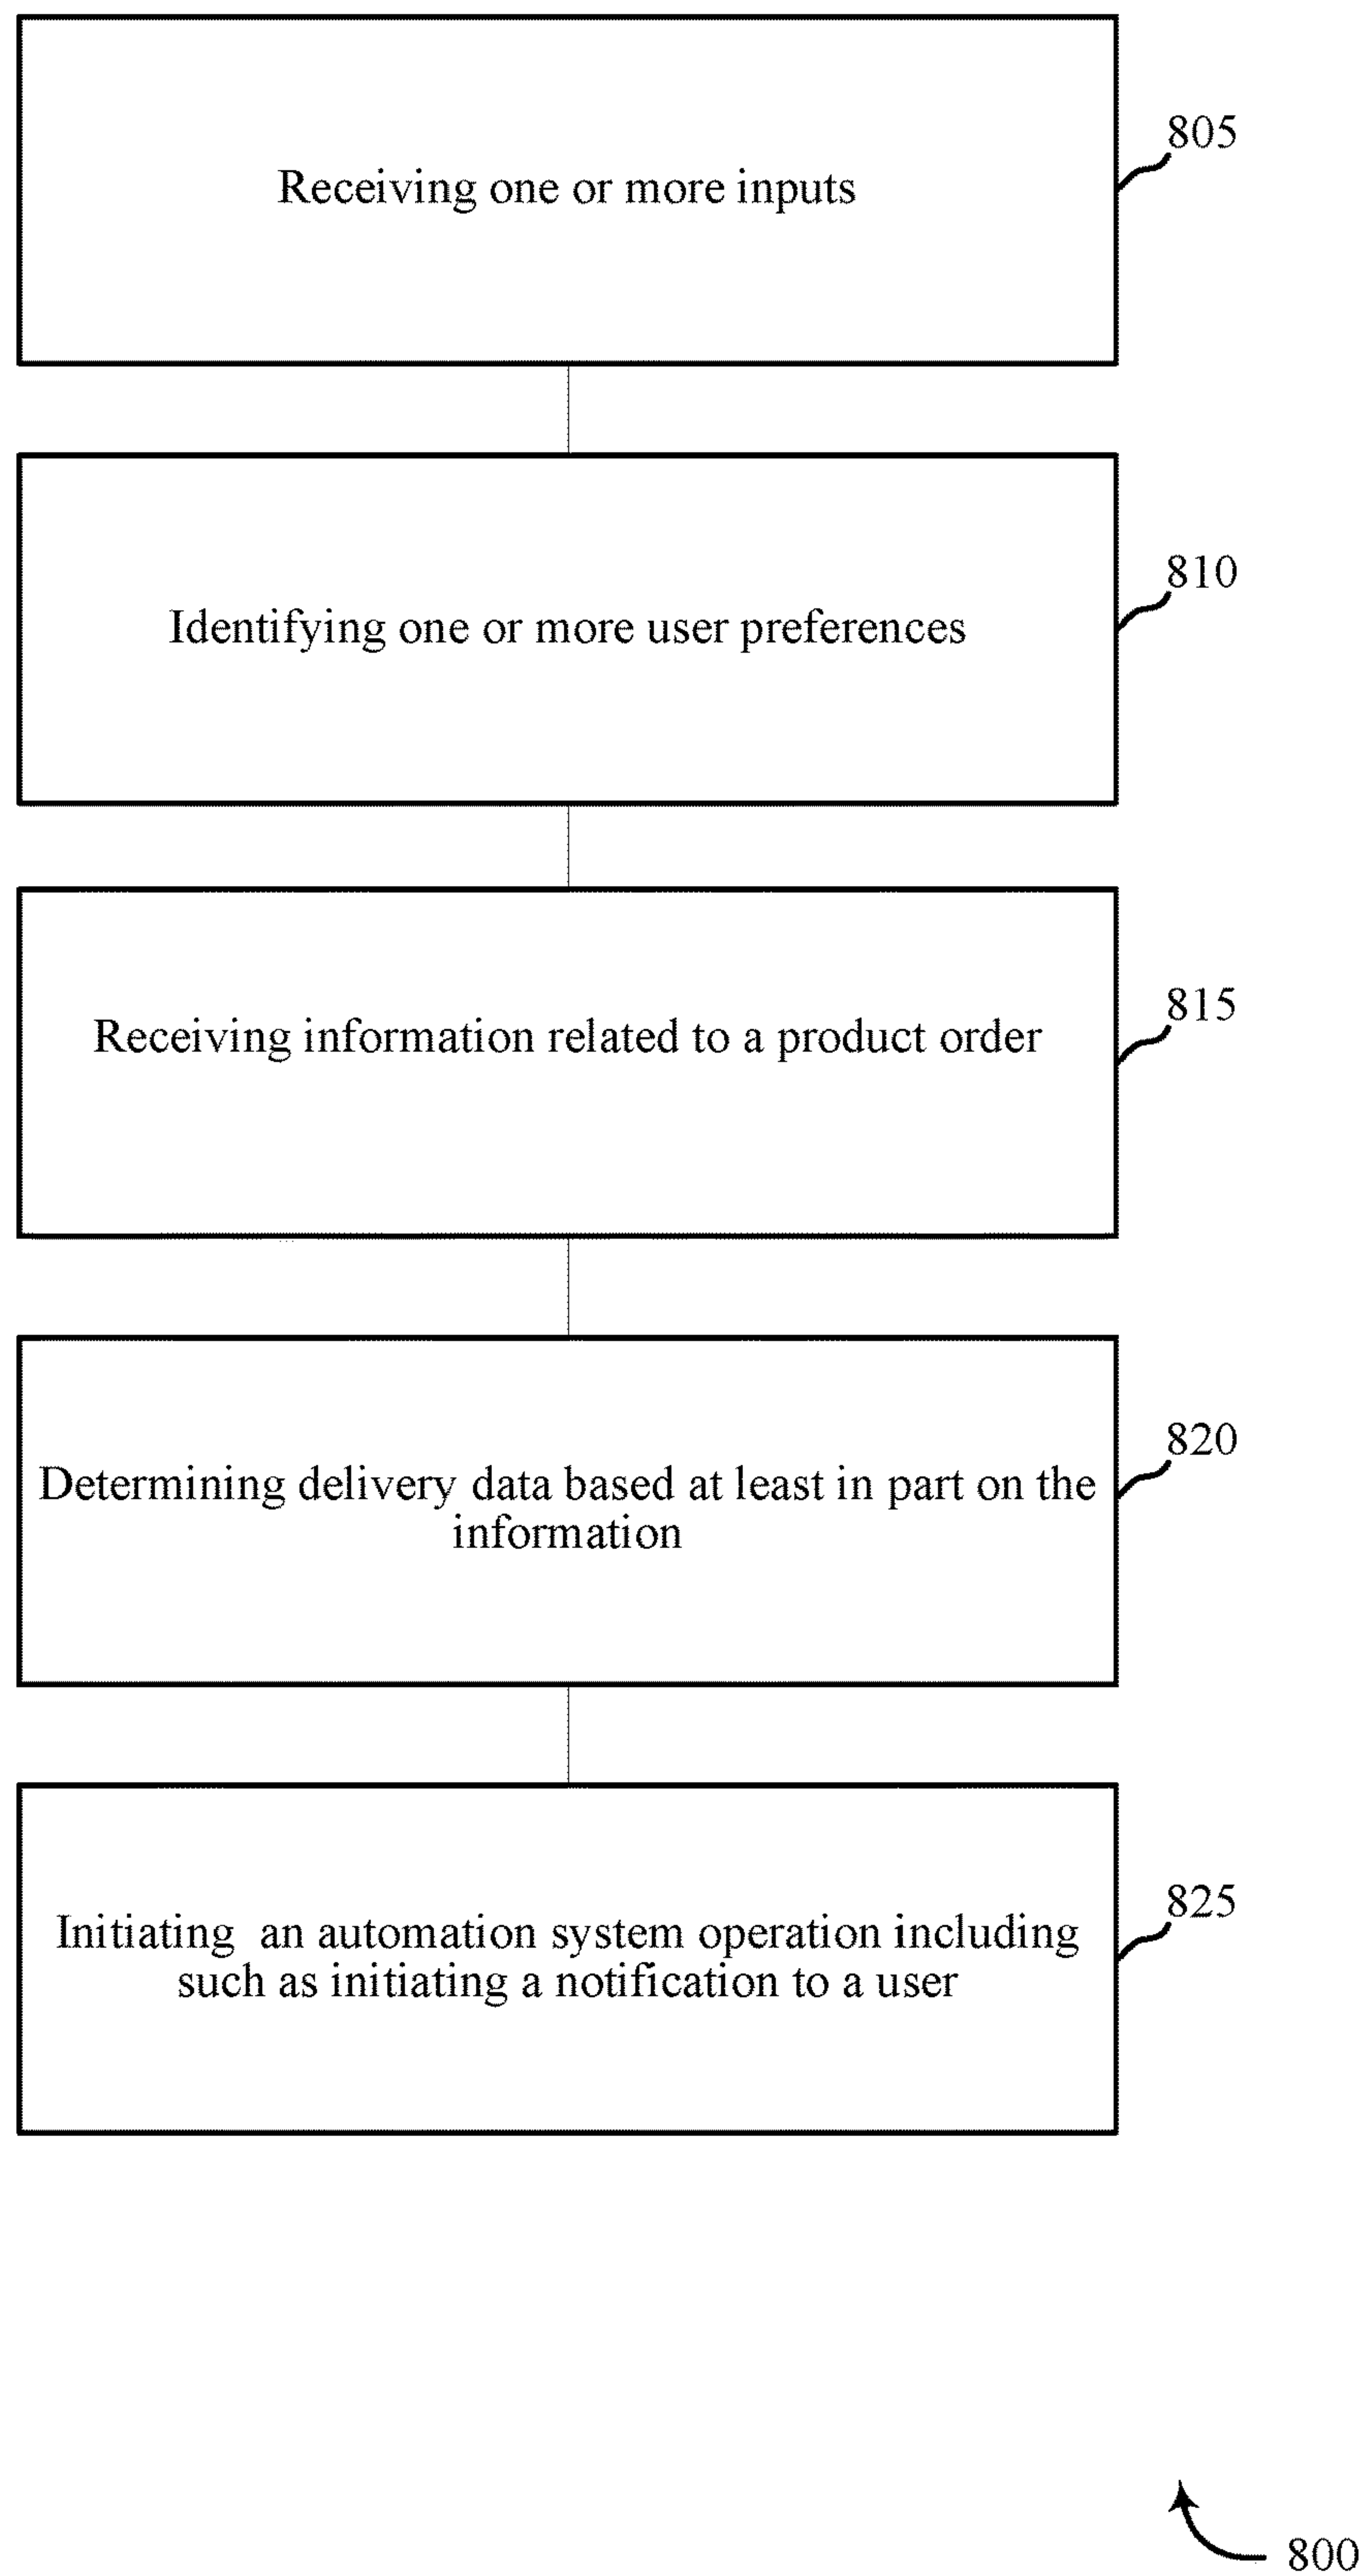 805
Receiving one or more inputs
810
Identifying one or more user preferences
815
Receiving information related to a product order
820
Determining delivery data based at least in part on the
information
825
Initiating  an automation system operation including
such as initiating a notification to a user
800